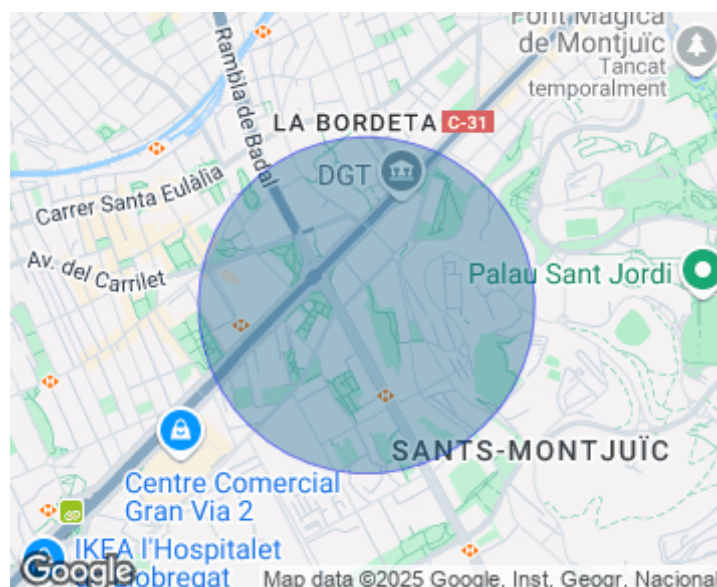 Font Màgica
de Montjuïc
Tancat
temporalment
Rambla de Badal
LA BORDETA
C-31
DGT
Carrer Santa Eulàlia
Av. del Carrilet
Palau Sant Jordi
SANTS-MONTJUÏC
Centre Comercial
Gran Via 2
IKEA l'Hospitalet
Google
Map data ©2025 Google, Inst. Geogr. Nacional